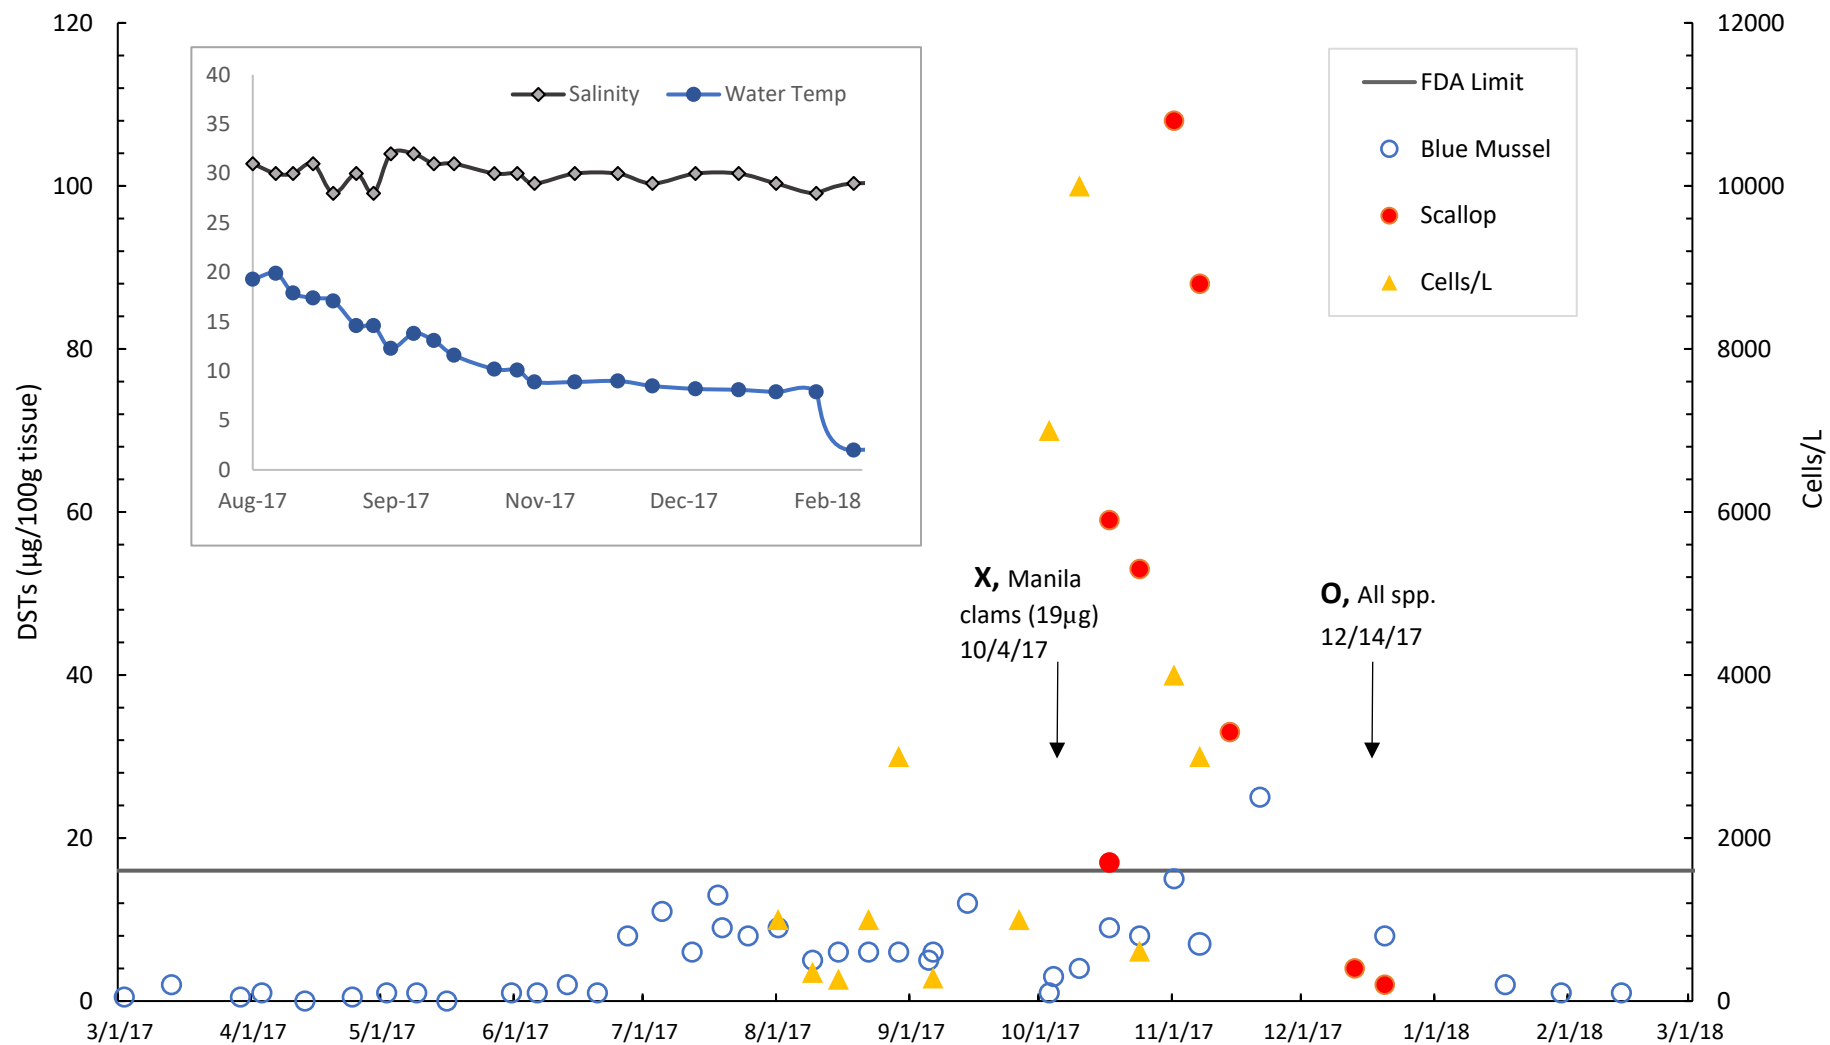 120
100
80
60
40
20
0
DSTs (µg/100g tissue)
12000
10000
8000
6000
4000
2000
0
Cells/L
3/1/17 4/1/17 5/1/17 6/1/17 7/1/17 8/1/17 9/1/17 10/1/17 11/1/17 12/1/17 1/1/18 2/1/18 3/1/18
40
35
30
25
20
15
10
5
0
Salinity Water Temp
Aug-17 Sep-17 Nov-17 Dec-17 Feb-18
FDA Limit
Blue Mussel
Scallop
Cells/L
X, Manila
clams (19µg)
10/4/17
O, All spp.
12/14/17